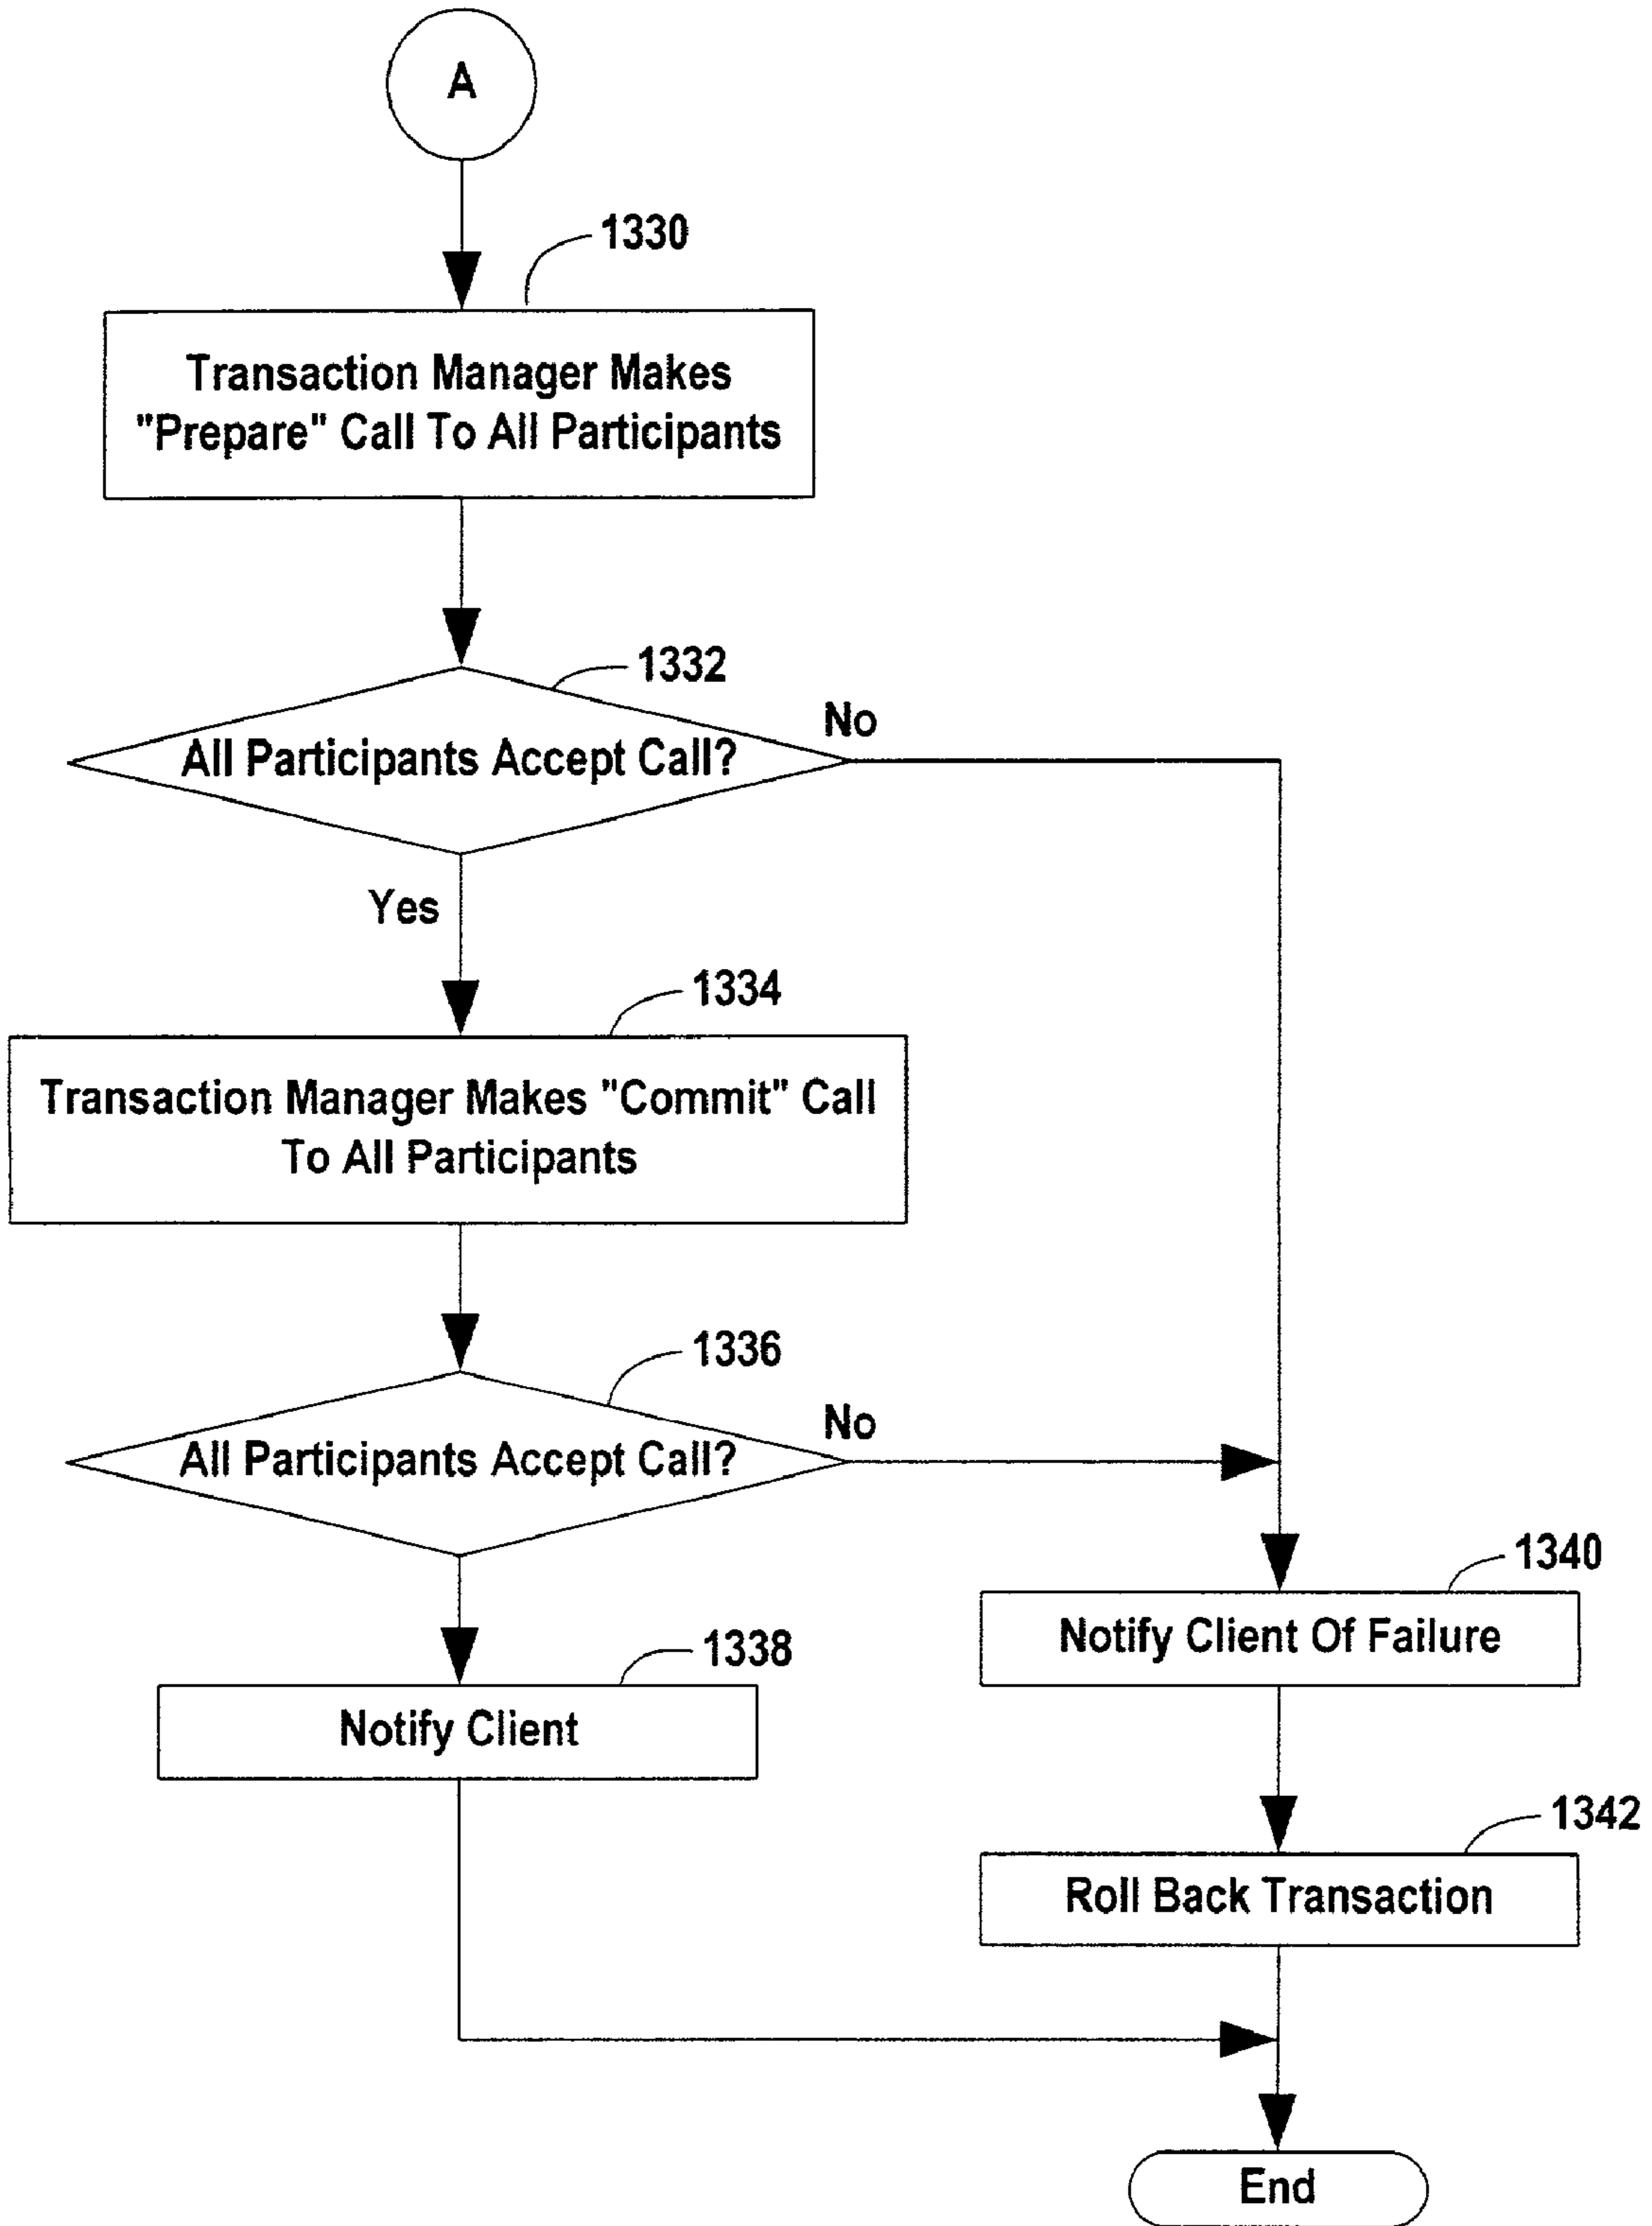 A
1330
Transaction Manager Makes
"Prepare" Call To All Participants
1332
All Participants Accept Call?
No
Yes
1334
Transaction Manager Makes "Commit" Call
To All Participants
1336
All Participants Accept Call?
No
1340
Notify Client Of Failure
1338
Notify Client
1342
Roll Back Transaction
End